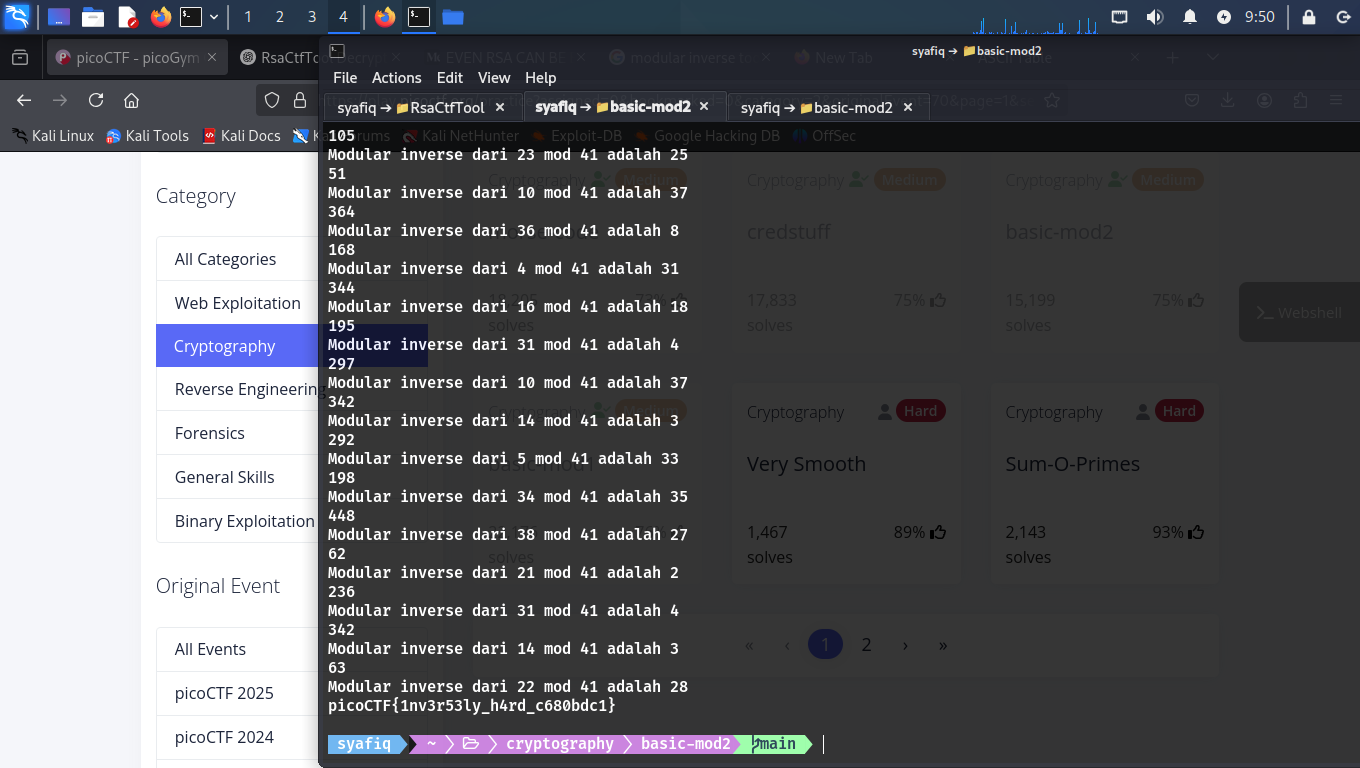 1 2 3 4 9:50
syafiq → basic-mod2
picoCTF - picoGym × RsaCtfTool Decryp EVEN RSA CAN BE modular inverse to New Tab ASCII Table
File Actions Edit View Help
syafiq → RsaCtfTool × syafiq → basic-mod2 × syafiq → basic-mod2 ×
Kali Linux Kali Tools Kali Docs Kali Forums Kali NetHunter Exploit-DB Google Hacking DB OffSec
105
Modular inverse dari 23 mod 41 adalah 25
51
Modular inverse dari 10 mod 41 adalah 37
364
Modular inverse dari 36 mod 41 adalah 8
168
Modular inverse dari 4 mod 41 adalah 31
344
Modular inverse dari 16 mod 41 adalah 18
195
Modular inverse dari 31 mod 41 adalah 4
297
Modular inverse dari 10 mod 41 adalah 37
342
Modular inverse dari 14 mod 41 adalah 3
292
Modular inverse dari 5 mod 41 adalah 33
198
Modular inverse dari 34 mod 41 adalah 35
448
Modular inverse dari 38 mod 41 adalah 27
62
Modular inverse dari 21 mod 41 adalah 2
236
Modular inverse dari 31 mod 41 adalah 4
342
Modular inverse dari 14 mod 41 adalah 3
63
Modular inverse dari 22 mod 41 adalah 28
picoCTF{1nv3r53ly_h4rd_c680bdc1}
syafiq ~ cryptography basic-mod2 main
Category
All Categories
Web Exploitation
Cryptography
Reverse Engineering
Forensics
General Skills
Binary Exploitation
Original Event
All Events
picoCTF 2025
picoCTF 2024
Cryptography Medium
Cryptography Medium
credstuff
17,833 75%
solves
Cryptography Medium
basic-mod2
15,199 75%
solves
Webshell
Cryptography Medium
basic-mod1
solves
Cryptography Hard
Very Smooth
1,467 89%
solves
Cryptography Hard
Sum-O-Primes
2,143 93%
solves
« ‹ 1 2 › »